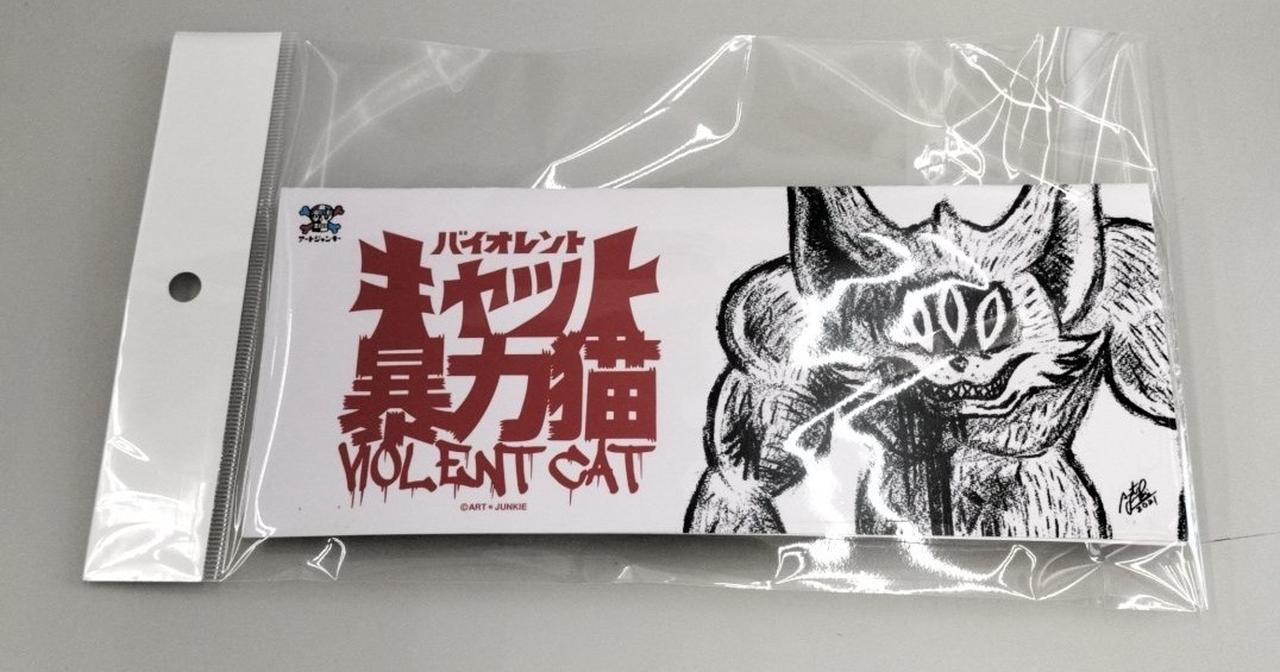 アートジャンキー
バイオレント
キャット
暴力猫
VIOLENT CAT
©ART★JUNKIE
2021